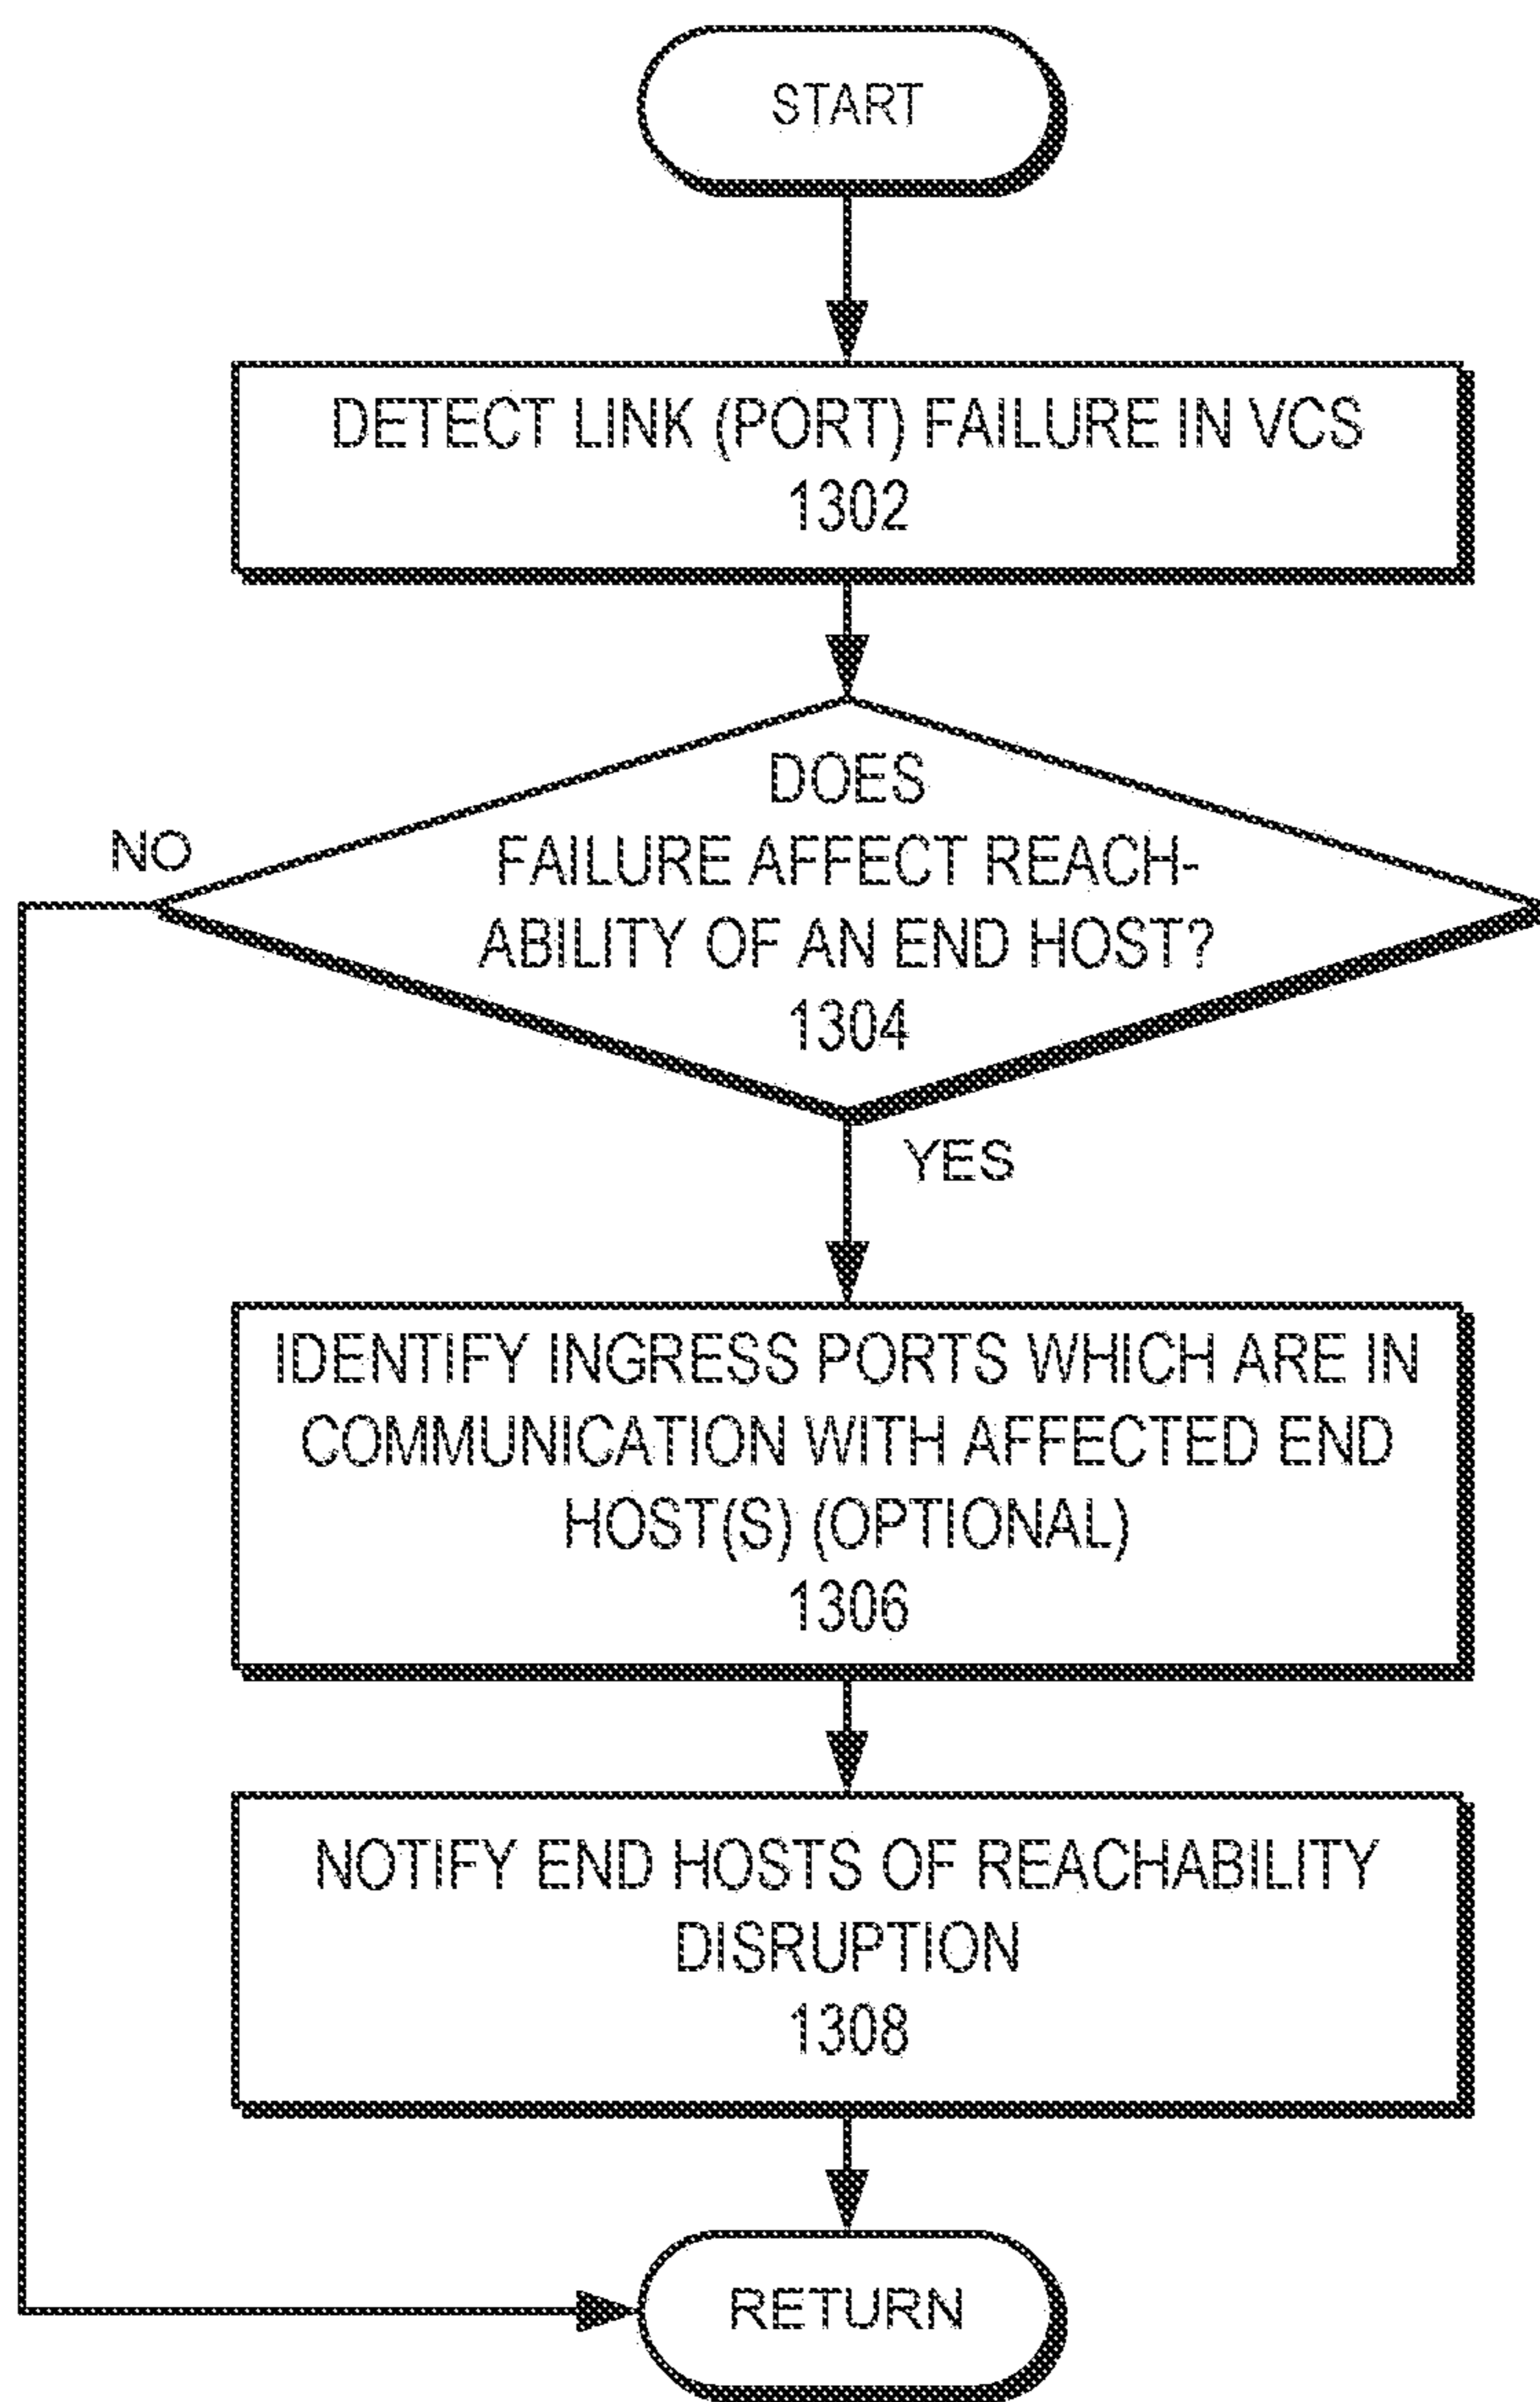 START
DETECT LINK (PORT) FAILURE IN VCS
1302
DOES
FAILURE AFFECT REACH-
ABILITY OF AN END HOST?
1304
NO
YES
IDENTIFY INGRESS PORTS WHICH ARE IN
COMMUNICATION WITH AFFECTED END
HOST(S) (OPTIONAL)
1306
NOTIFY END HOSTS OF REACHABILITY
DISRUPTION
1308
RETURN